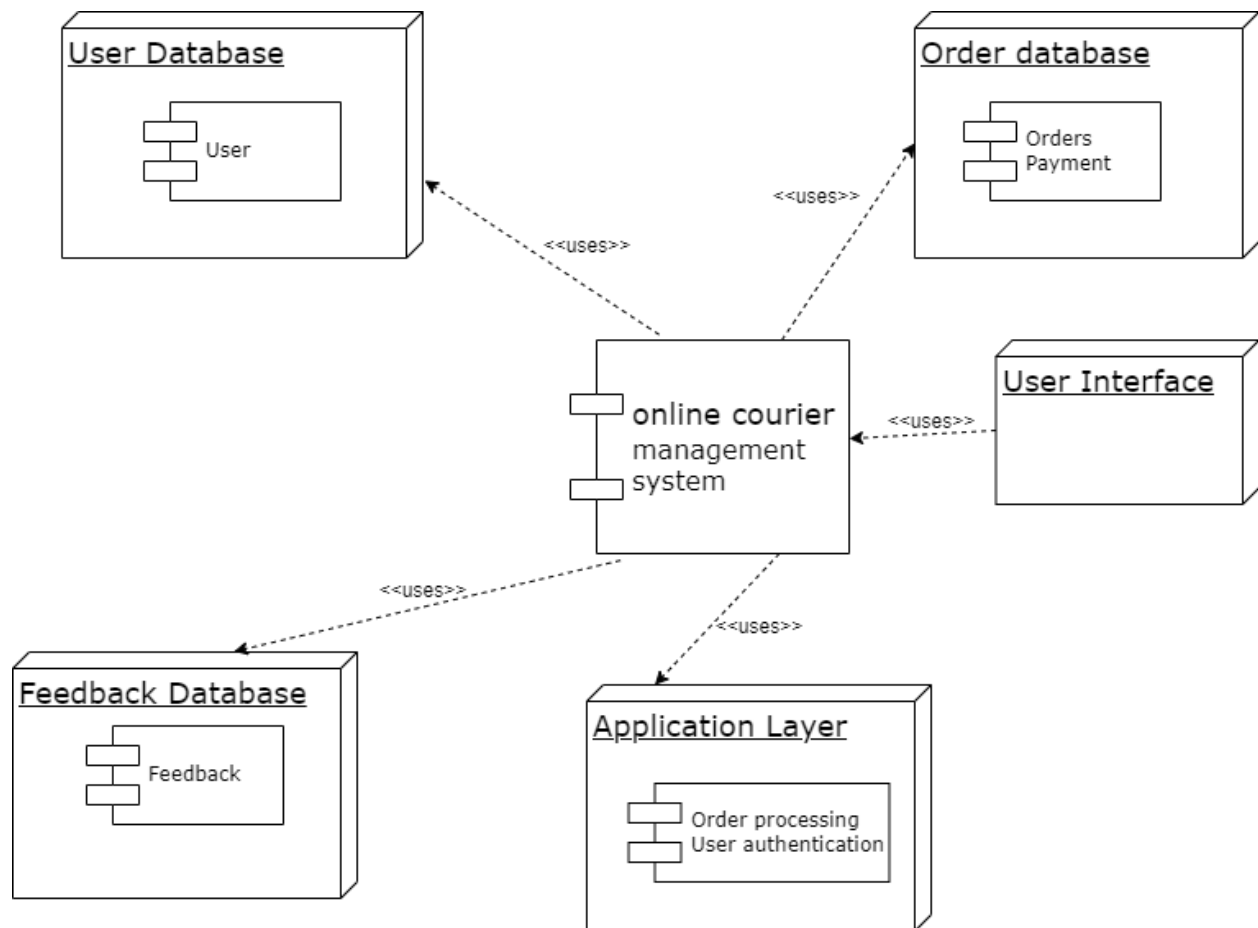 User Database
User
<<uses>>
Order database
Orders
Payment
<<uses>>
User Interface
<<uses>>
online courier
management
system
<<uses>>
<<uses>>
Feedback Database
Feedback
Application Layer
Order processing
User authentication